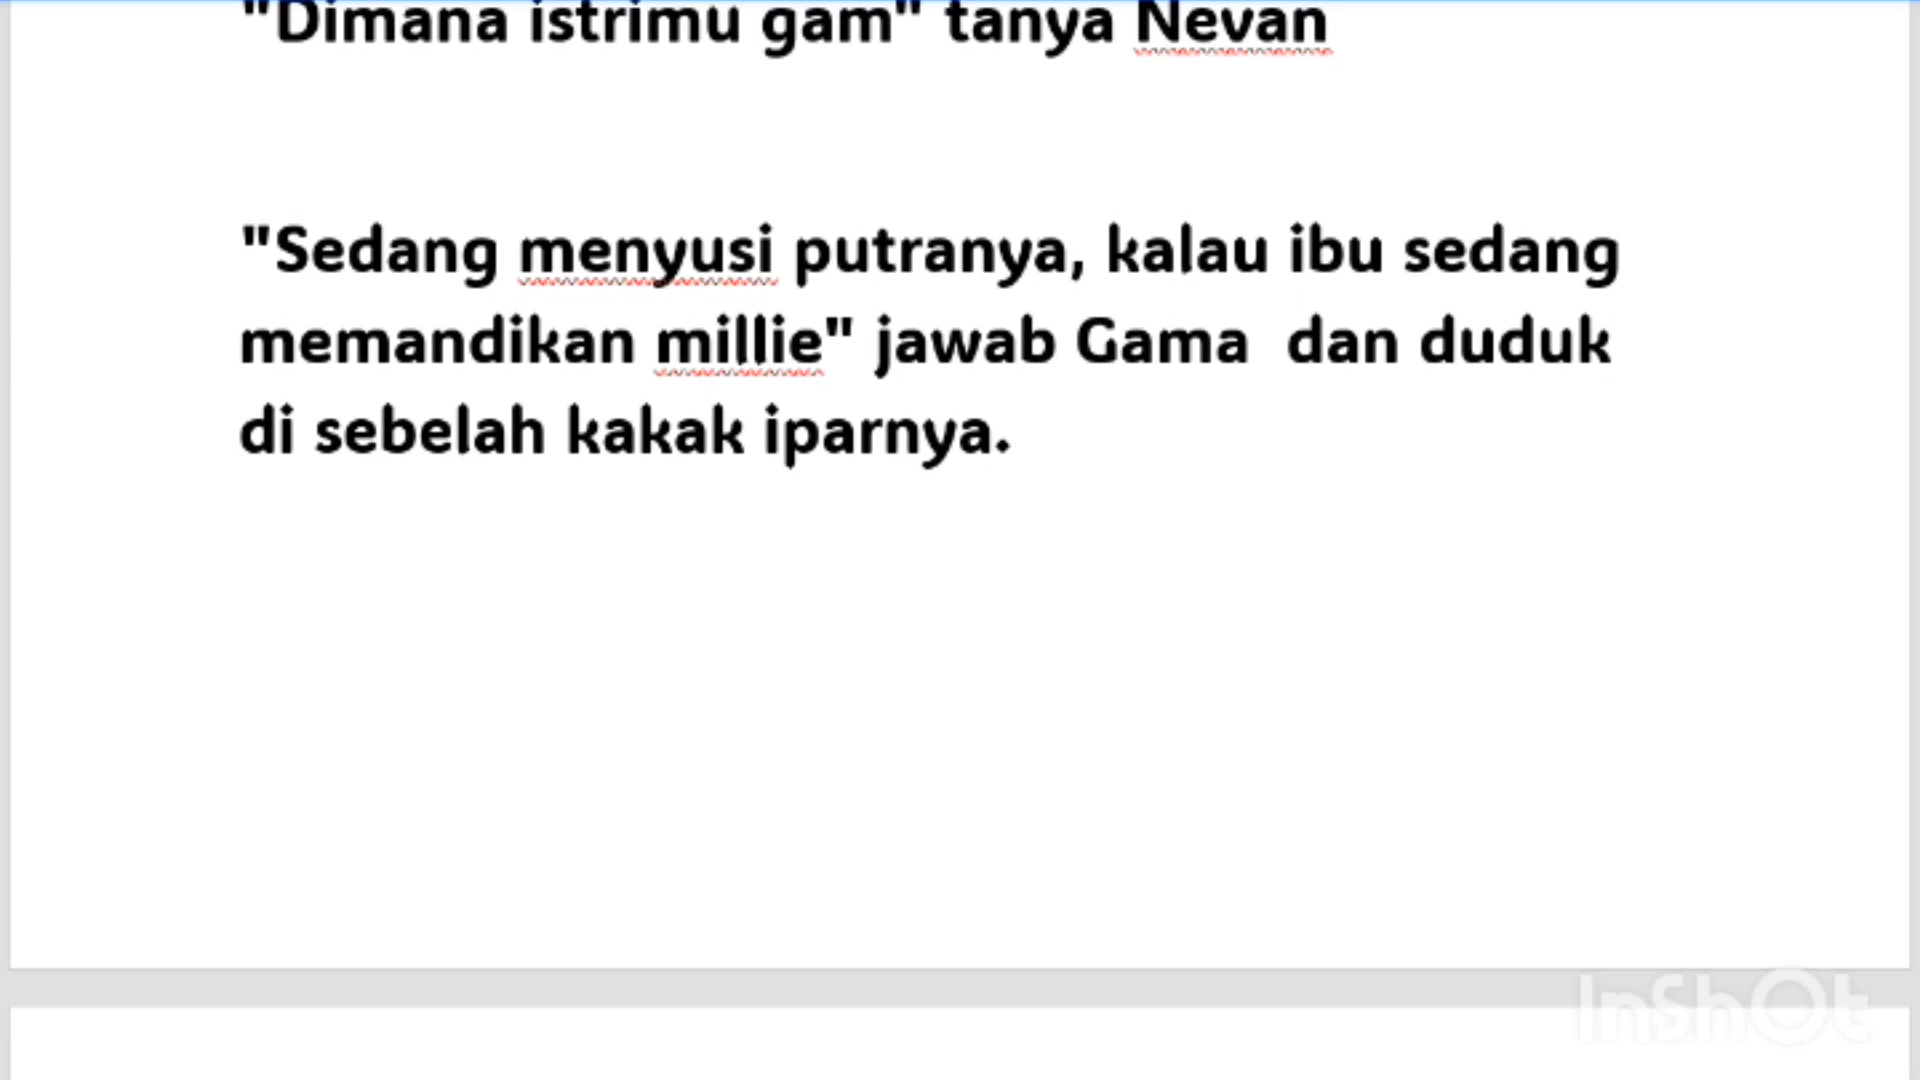 "Dimana istrimu gam" tanya Nevan
"Sedang menyusi putranya, kalau ibu sedang
memandikan millie" jawab Gama  dan duduk
di sebelah kakak iparnya.
InShOt